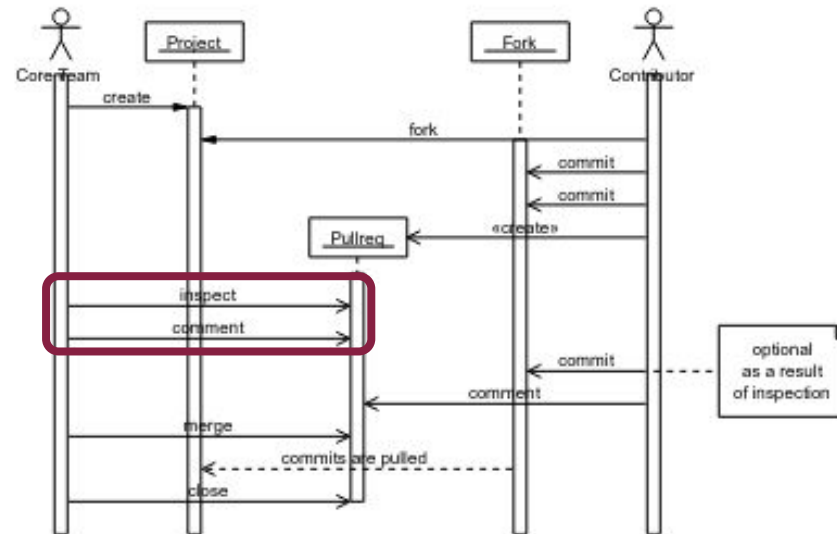 Core Team
Project
Fork
Contributor
create
fork
commit
commit
«create»
Pullreq
inspect
comment
commit
optional
as a result
of inspection
comment
merge
commits are pulled
close